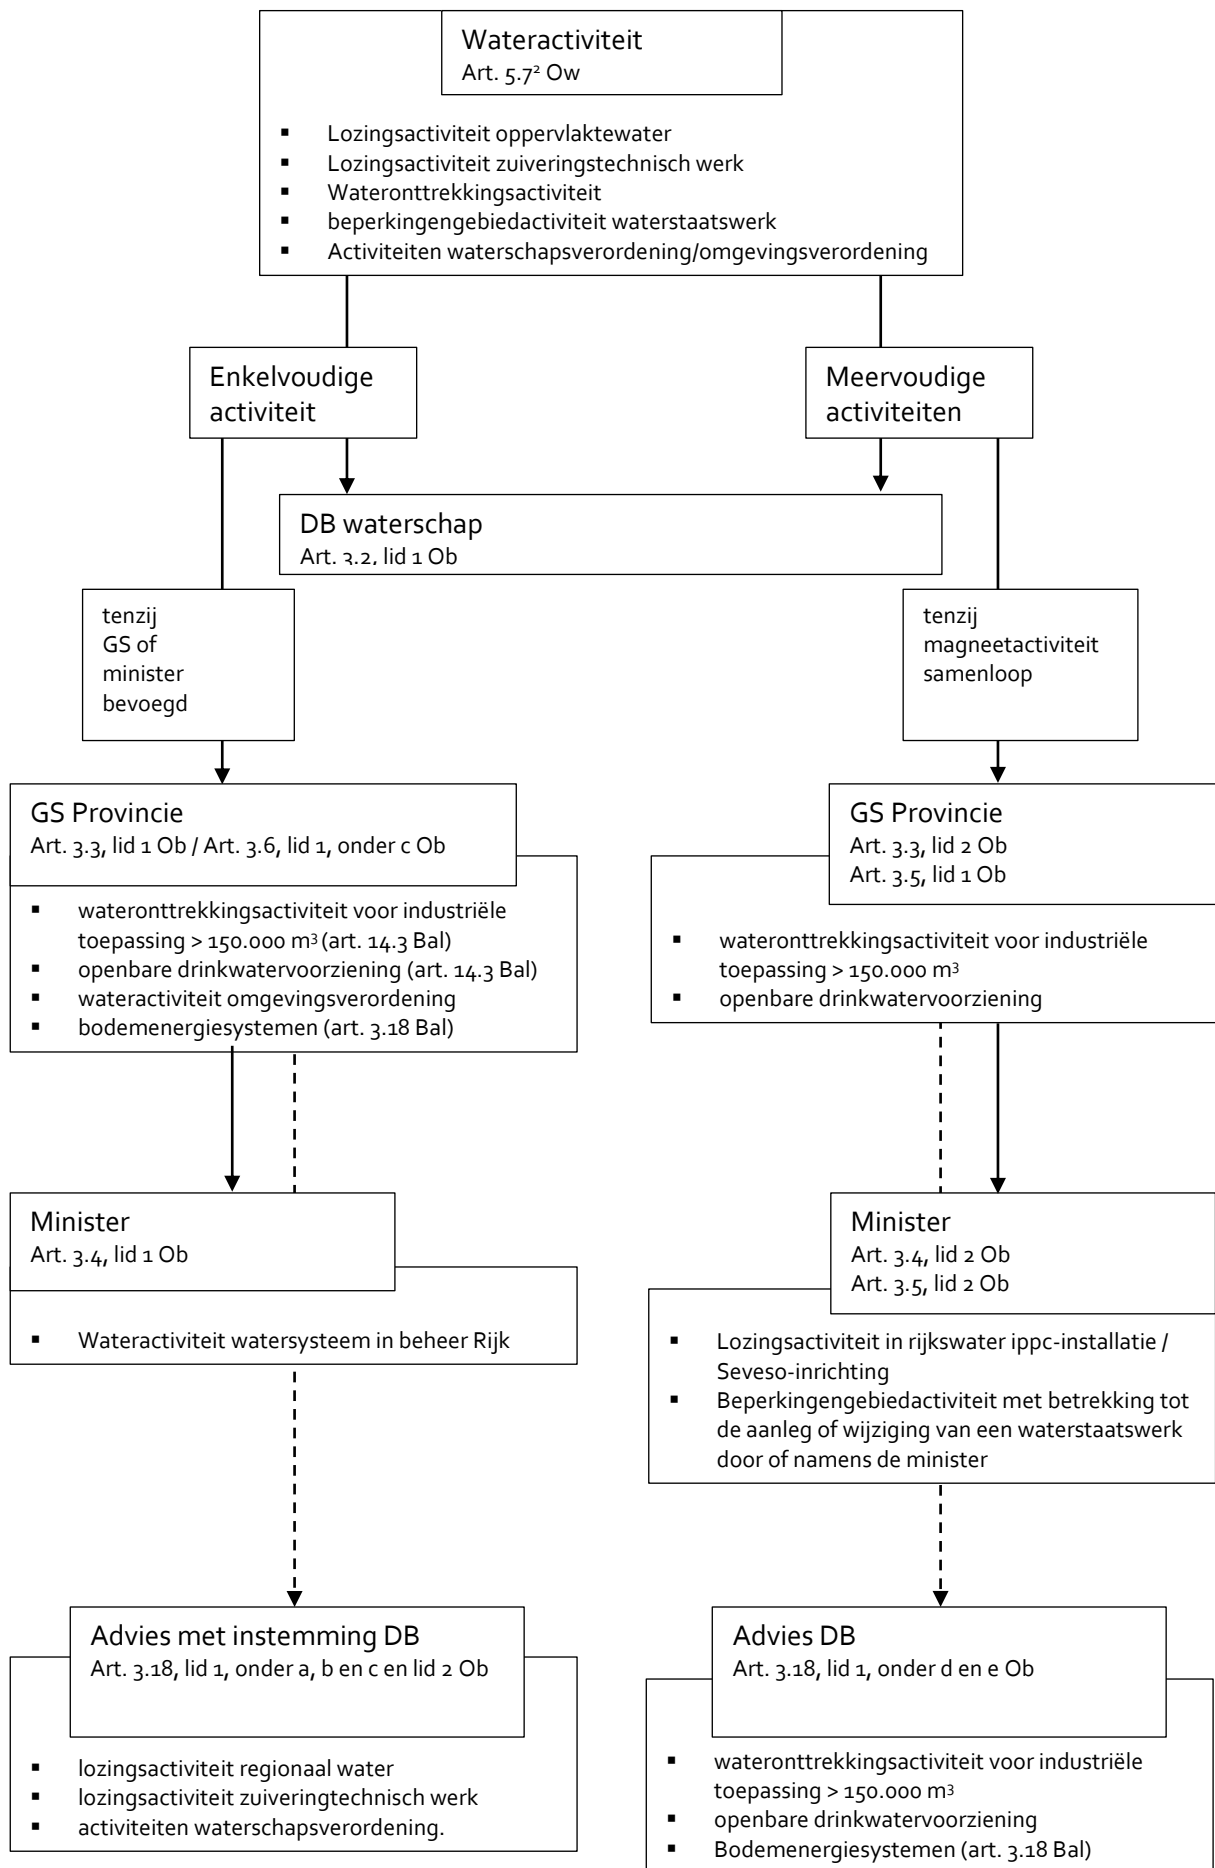 Wateractiviteit
Art. 5.7² Ow
▪ Lozingsactiviteit oppervlaktewater
▪ Lozingsactiviteit zuiveringstechnisch werk
▪ Wateronttrekkingsactiviteit
▪ beperkingengebiedactiviteit waterstaatswerk
▪ Activiteiten waterschapsverordening/omgevingsverordening
Enkelvoudige
activiteit
Meervoudige
activiteiten
DB waterschap
Art. 3.2, lid 1 Ob
tenzij
GS of
minister
bevoegd
tenzij
magneetactiviteit
samenloop
GS Provincie
Art. 3.3, lid 1 Ob / Art. 3.6, lid 1, onder c Ob
▪ wateronttrekkingsactiviteit voor industriële
toepassing > 150.000 m³ (art. 14.3 Bal)
▪ openbare drinkwatervoorziening (art. 14.3 Bal)
▪ wateractiviteit omgevingsverordening
▪ bodemenergiesystemen (art. 3.18 Bal)
GS Provincie
Art. 3.3, lid 2 Ob
Art. 3.5, lid 1 Ob
▪ wateronttrekkingsactiviteit voor industriële
toepassing > 150.000 m³
▪ openbare drinkwatervoorziening
Minister
Art. 3.4, lid 1 Ob
▪ Wateractiviteit watersysteem in beheer Rijk
Minister
Art. 3.4, lid 2 Ob
Art. 3.5, lid 2 Ob
▪ Lozingsactiviteit in rijkswater ippc-installatie /
Seveso-inrichting
▪ Beperkingengebiedactiviteit met betrekking tot
de aanleg of wijziging van een waterstaatswerk
door of namens de minister
Advies met instemming DB
Art. 3.18, lid 1, onder a, b en c en lid 2 Ob
▪ lozingsactiviteit regionaal water
▪ lozingsactiviteit zuiveringtechnisch werk
▪ activiteiten waterschapsverordening.
Advies DB
Art. 3.18, lid 1, onder d en e Ob
▪ wateronttrekkingsactiviteit voor industriële
toepassing > 150.000 m³
▪ openbare drinkwatervoorziening
▪ Bodemenergiesystemen (art. 3.18 Bal)